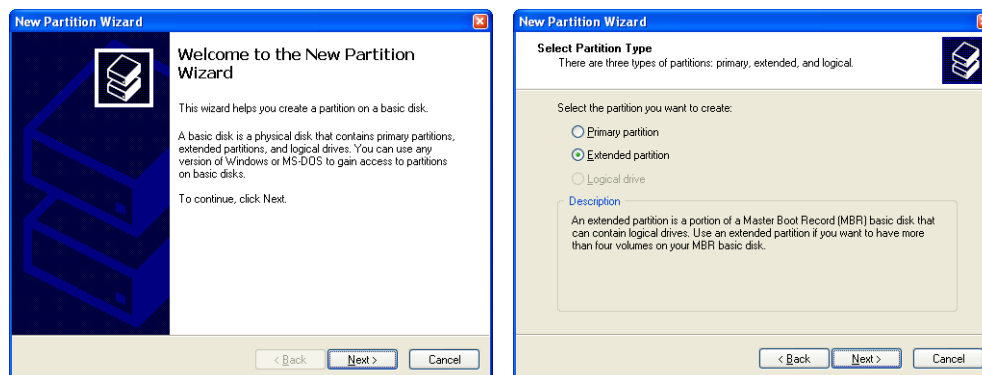 New Partition Wizard
Welcome to the New Partition
Wizard
This wizard helps you create a partition on a basic disk.
A basic disk is a physical disk that contains primary partitions,
extended partitions, and logical drives. You can use any
version of Windows or MS-DOS to gain access to partitions
on basic disks.
To continue, click Next.
< Back
Next >
Cancel
New Partition Wizard
Select Partition Type
There are three types of partitions: primary, extended, and logical.
Select the partition you want to create:
Primary partition
Extended partition
Logical drive
Description
An extended partition is a portion of a Master Boot Record (MBR) basic disk that
can contain logical drives. Use an extended partition if you want to have more
than four volumes on your MBR basic disk.
< Back
Next >
Cancel